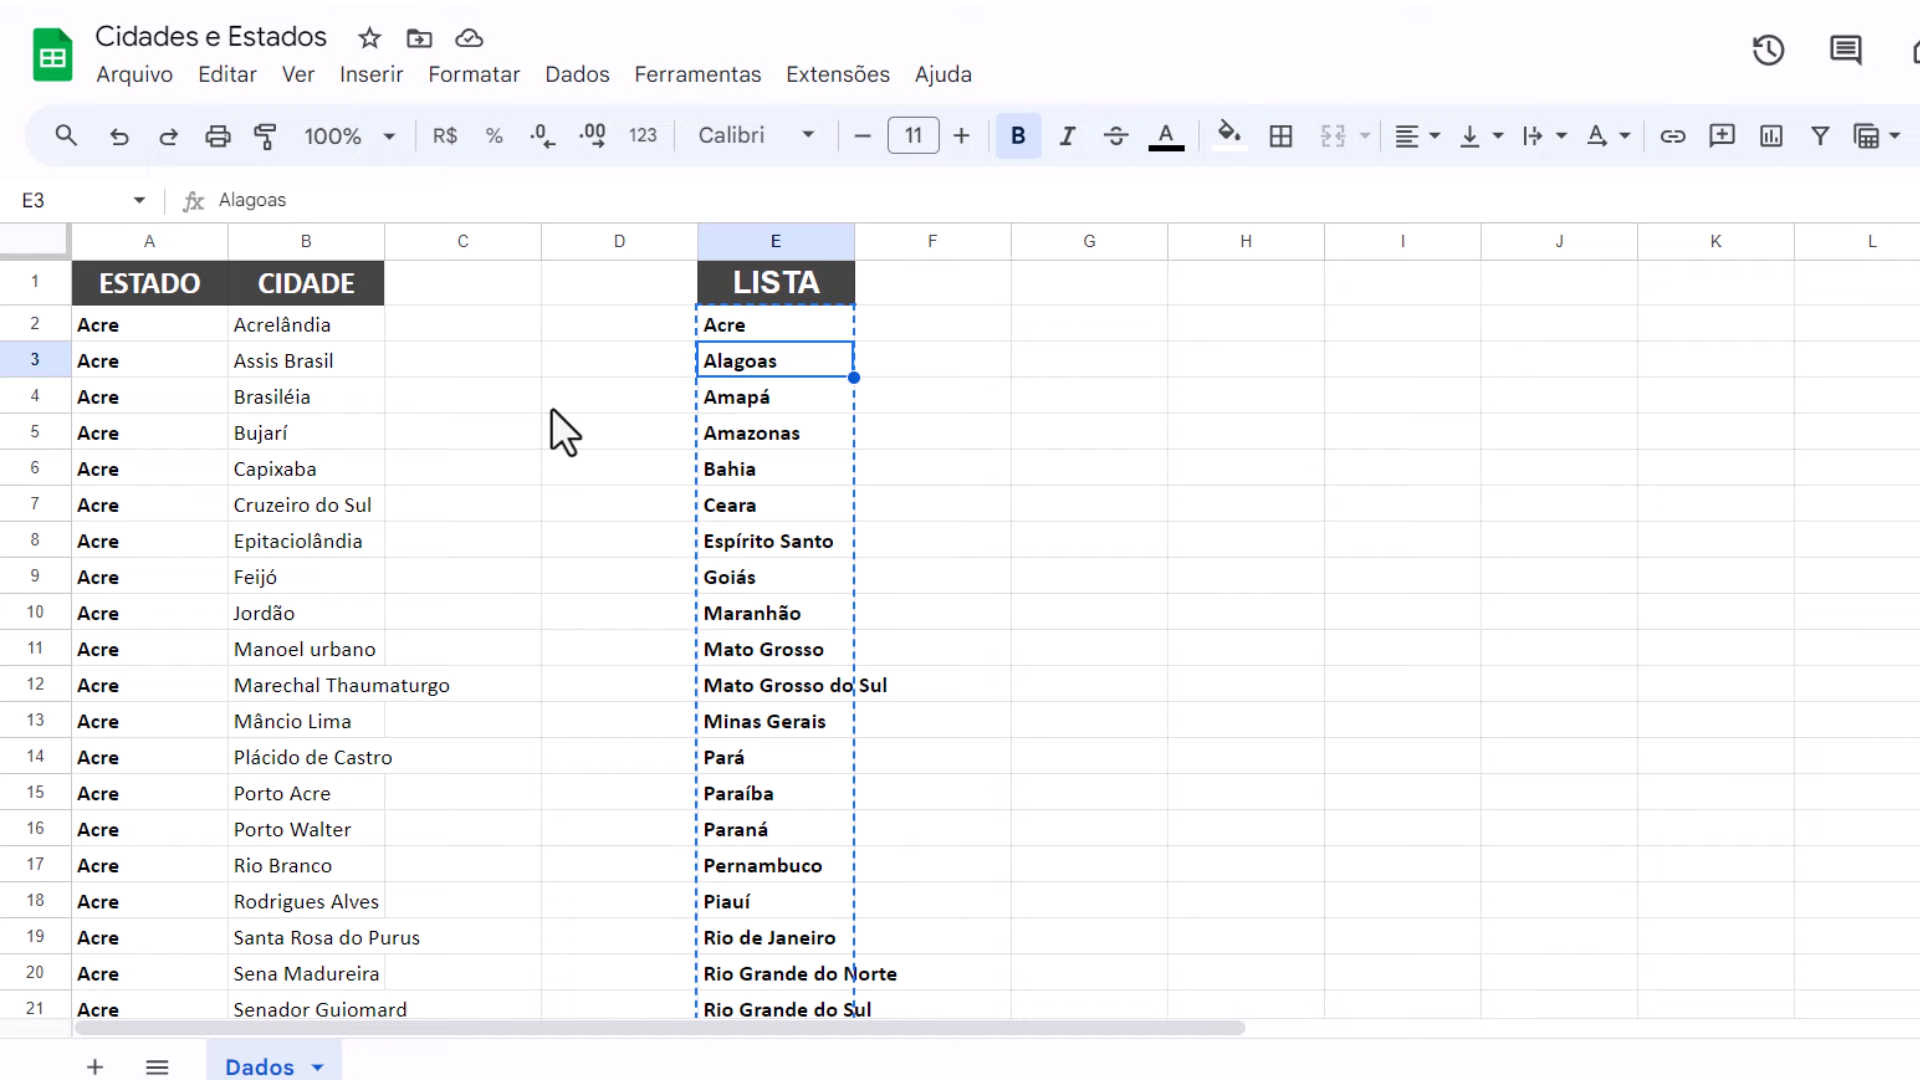 Cidades e Estados
Arquivo Editar Ver Inserir Formatar Dados Ferramentas Extensões Ajuda
100% R$ % .0 .00 123 Calibri 11 B I A
E3 fx Alagoas
A B C D E F G H I J K L
1 ESTADO CIDADE LISTA
2 Acre Acrelândia Acre
3 Acre Assis Brasil Alagoas
4 Acre Brasiléia Amapá
5 Acre Bujarí Amazonas
6 Acre Capixaba Bahia
7 Acre Cruzeiro do Sul Ceara
8 Acre Epitaciolândia Espírito Santo
9 Acre Feijó Goiás
10 Acre Jordão Maranhão
11 Acre Manoel urbano Mato Grosso
12 Acre Marechal Thaumaturgo Mato Grosso do Sul
13 Acre Mâncio Lima Minas Gerais
14 Acre Plácido de Castro Pará
15 Acre Porto Acre Paraíba
16 Acre Porto Walter Paraná
17 Acre Rio Branco Pernambuco
18 Acre Rodrigues Alves Piauí
19 Acre Santa Rosa do Purus Rio de Janeiro
20 Acre Sena Madureira Rio Grande do Norte
21 Acre Senador Guiomard Rio Grande do Sul
Dados